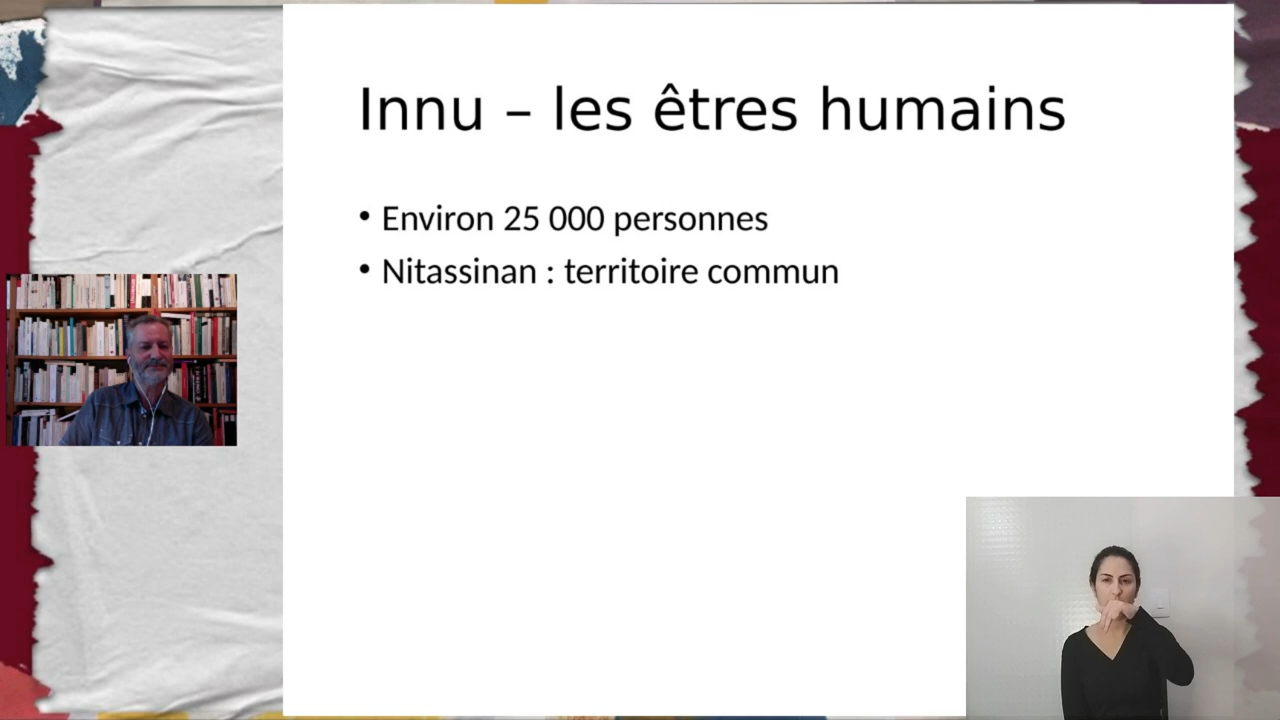 Innu – les êtres humains
• Environ 25 000 personnes
• Nitassinan : territoire commun